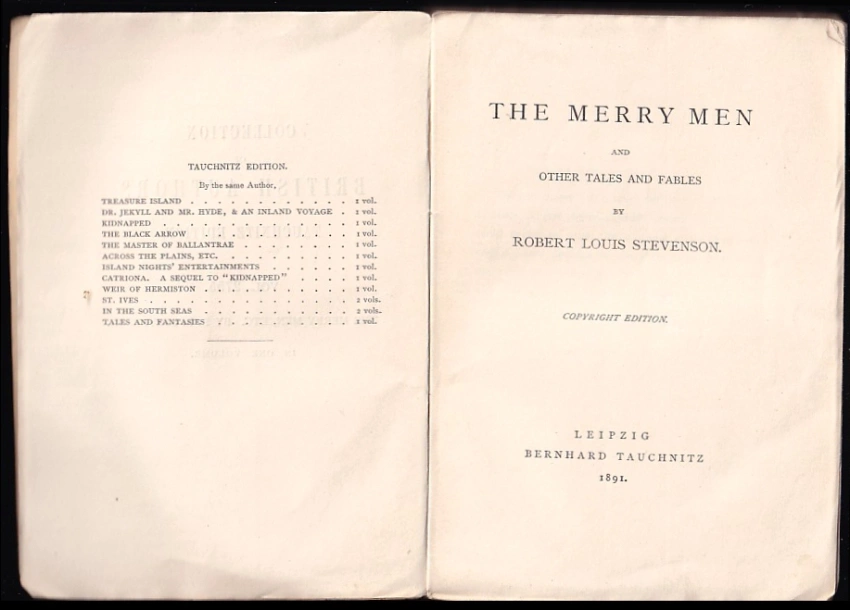 TAUCHNITZ EDITION.
By the same Author,
TREASURE ISLAND . . . . . . . . . . . 1 vol.
DR. JEKYLL AND MR. HYDE, & AN INLAND VOYAGE . 1 vol.
KIDNAPPED . . . . . . . . . . . . . 1 vol.
THE BLACK ARROW . . . . . . . . . . . 1 vol.
THE MASTER OF BALLANTRAE . . . . . . . . 1 vol.
ACROSS THE PLAINS, ETC. . . . . . . . . . 1 vol.
ISLAND NIGHTS' ENTERTAINMENTS . . . . . . 1 vol.
CATRIONA. A SEQUEL TO "KIDNAPPED" . . . . 1 vol.
WEIR OF HERMISTON . . . . . . . . . . . 1 vol.
ST. IVES . . . . . . . . . . . . . . 2 vols.
IN THE SOUTH SEAS . . . . . . . . . . . 2 vols.
TALES AND FANTASIES . . . . . . . . . . 1 vol.
THE MERRY MEN
AND
OTHER TALES AND FABLES
BY
ROBERT LOUIS STEVENSON.
COPYRIGHT EDITION.
LEIPZIG
BERNHARD TAUCHNITZ
1891.